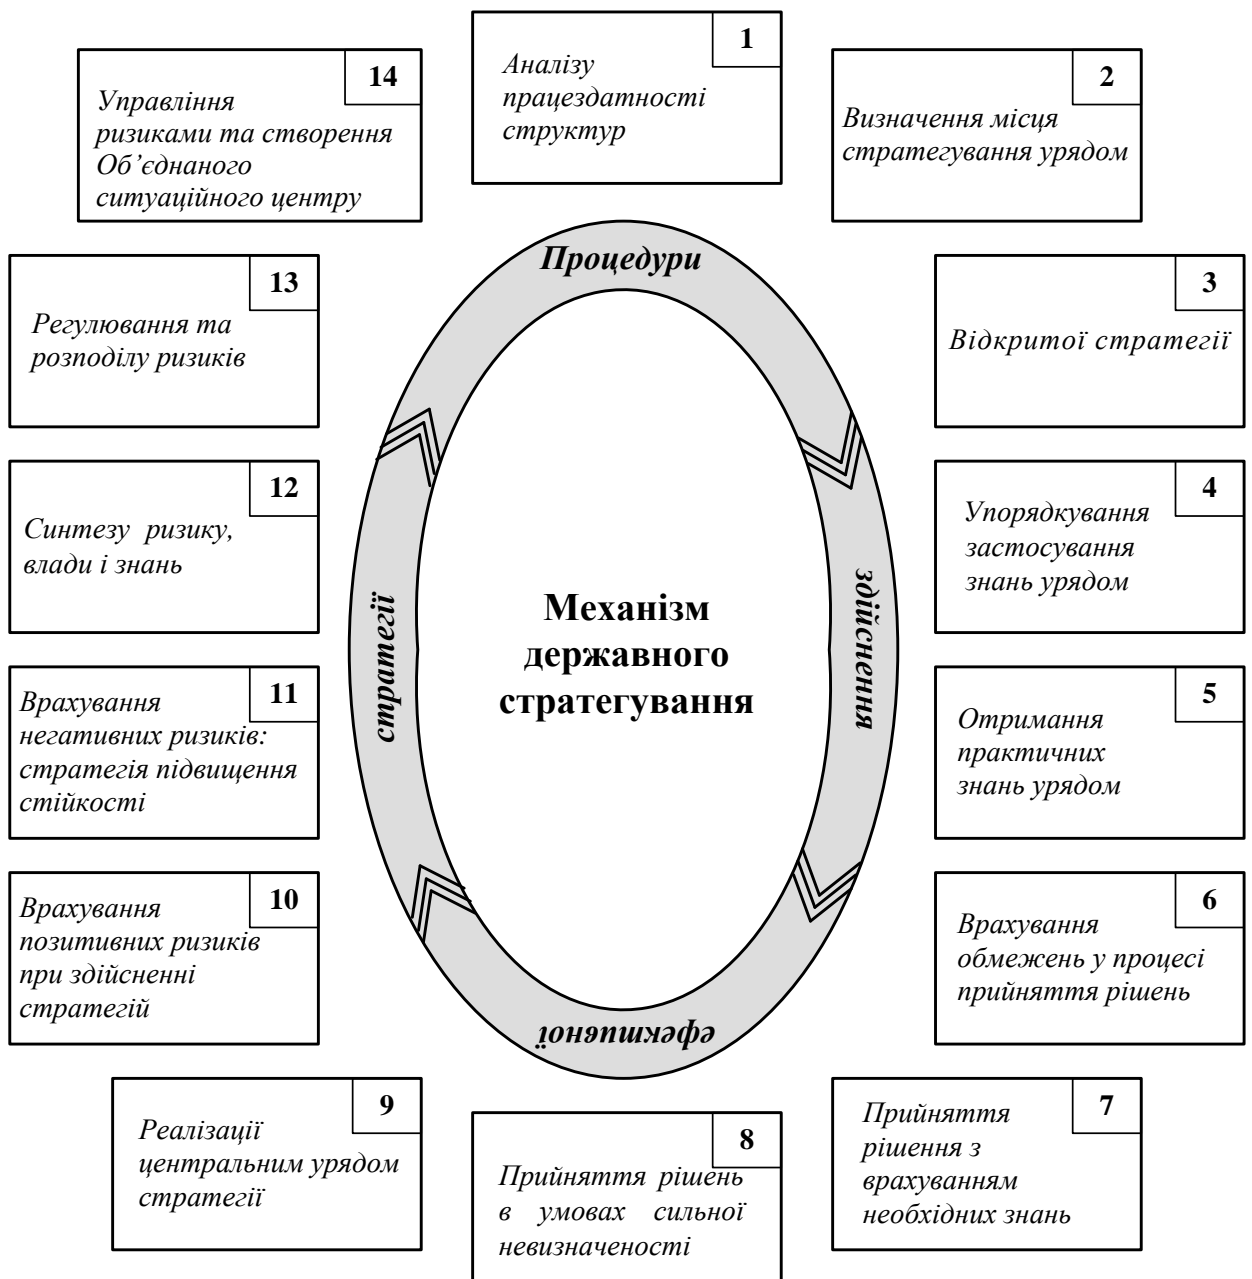 1
Аналізу
працездатності
структур
2
Визначення місця
стратегування урядом
3
Відкритої стратегії
4
Упорядкування
застосування
знань урядом
5
Отримання
практичних
знань урядом
6
Врахування
обмежень у процесі
прийняття рішень
7
Прийняття
рішення з
врахуванням
необхідних знань
8
Прийняття рішень
в умовах сильної
невизначеності
9
Реалізації
центральним урядом
стратегії
10
Врахування
позитивних ризиків
при здійсненні
стратегій
11
Врахування
негативних ризиків:
стратегія підвищення
стійкості
12
Синтезу ризику,
влади і знань
13
Регулювання та
розподілу ризиків
14
Управління
ризиками та створення
Об’єднаного
ситуаційного центру
Процедури
здійснення
ефективної
стратегії
Механізм
державного
стратегування